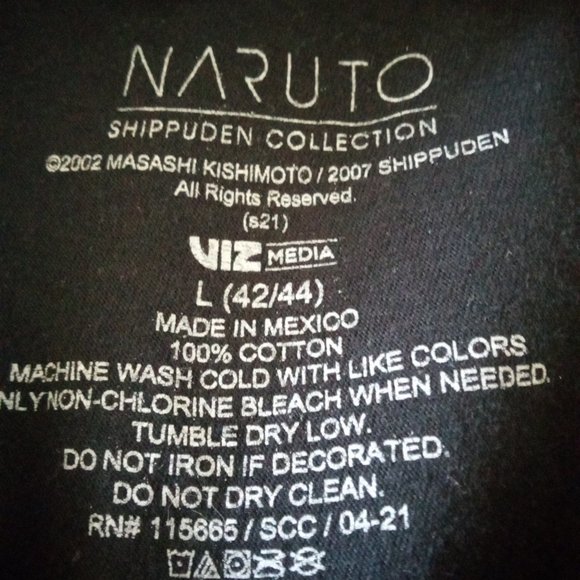 NARUTO
SHIPPUDEN COLLECTION
©2002 MASASHI KISHIMOTO / 2007 SHIPPUDEN
All Rights Reserved.
(s21)
VIZ MEDIA
L (42/44)
MADE IN MEXICO
100% COTTON
MACHINE WASH COLD WITH LIKE COLORS
NLYNON-CHLORINE BLEACH WHEN NEEDED.
TUMBLE DRY LOW.
DO NOT IRON IF DECORATED.
DO NOT DRY CLEAN.
RN# 115665 / SCC / 04-21